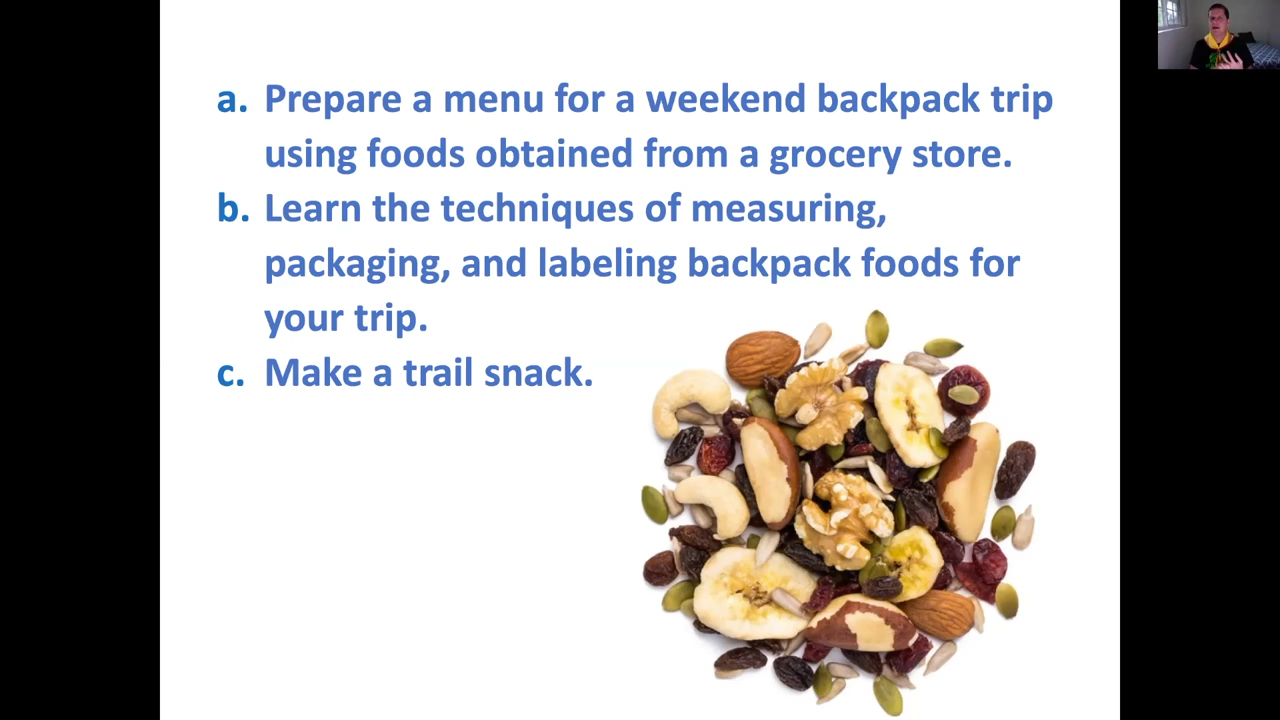 a. Prepare a menu for a weekend backpack trip
using foods obtained from a grocery store.
b. Learn the techniques of measuring,
packaging, and labeling backpack foods for
your trip.
c. Make a trail snack.